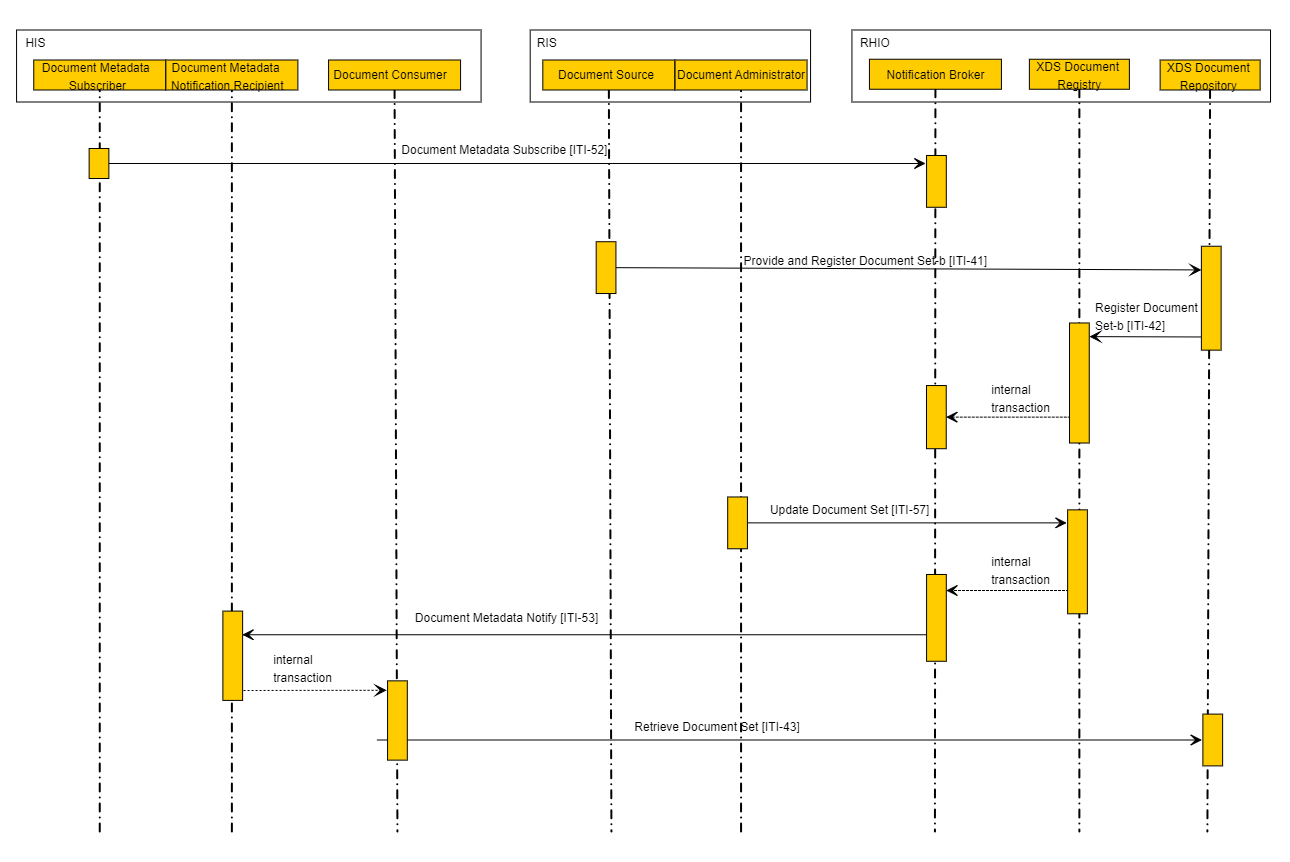 HIS
RIS
RHIO
Document Metadata
Subscriber
Document Metadata
Notification Recipient
Document Consumer
Document Source
Document Administrator
Notification Broker
XDS Document
Registry
XDS Document
Repository
Document Metadata Subscribe [ITI-52]
Provide and Register Document Set-b [ITI-41]
Register Document
Set-b [ITI-42]
internal
transaction
Update Document Set [ITI-57]
internal
transaction
Document Metadata Notify [ITI-53]
internal
transaction
Retrieve Document Set [ITI-43]